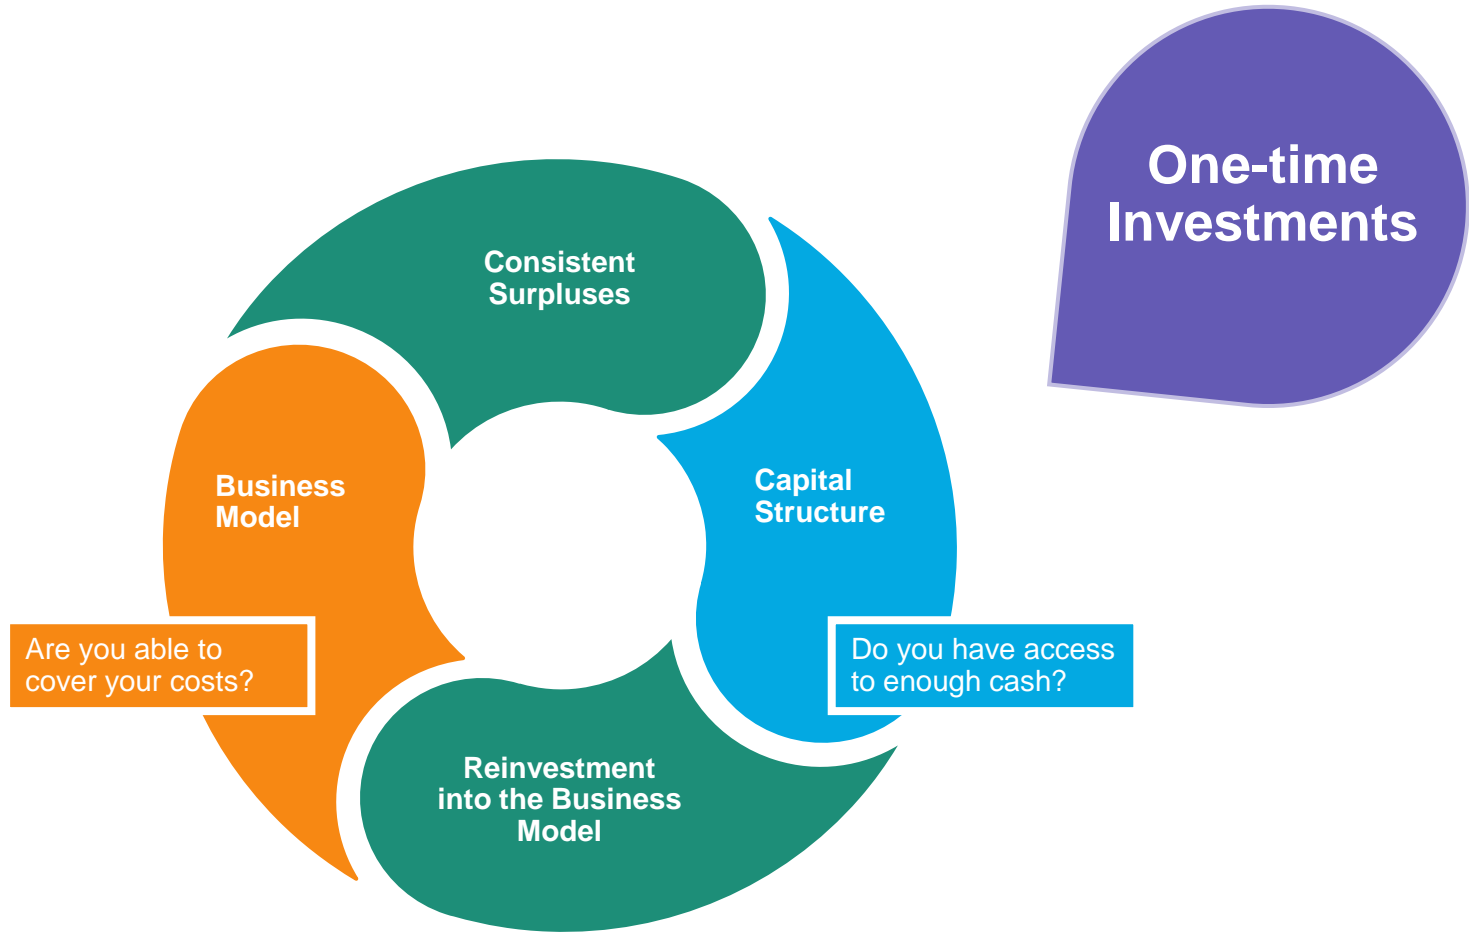 One-time
Investments
Consistent
Surpluses
Business
Model
Capital
Structure
Are you able to
cover your costs?
Do you have access
to enough cash?
Reinvestment
into the Business
Model